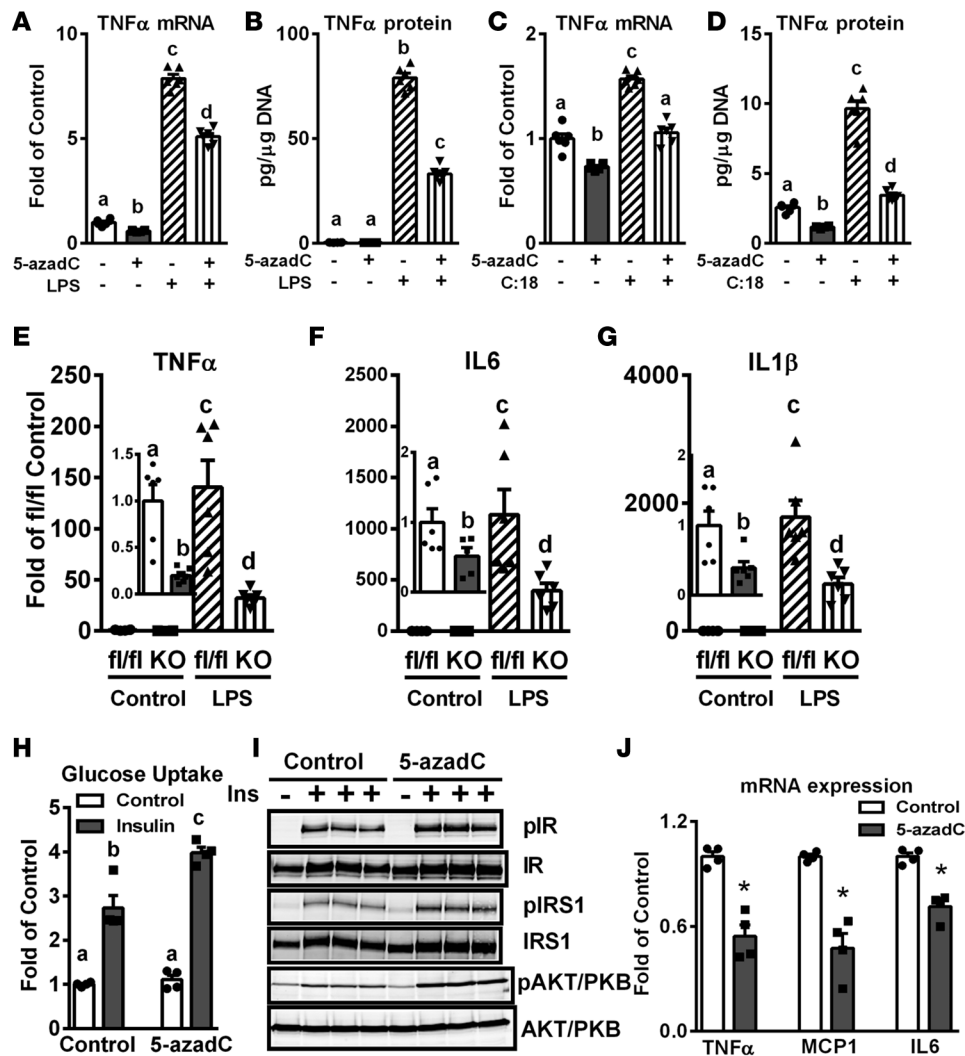 A
TNFα mRNA
Fold of Control
10
5
0
a
b
c
d
5-azadC - + - +
LPS - - + +
B
TNFα protein
pg/μg DNA
100
50
0
a
a
b
c
5-azadC - + - +
LPS - - + +
C
TNFα mRNA
Fold of Control
2
1
0
a
b
c
a
5-azadC - + - +
C:18 - - + +
D
TNFα protein
pg/μg DNA
15
10
5
0
a
b
c
d
5-azadC - + - +
C:18 - - + +
E
TNFα
Fold of fl/fl Control
250
200
150
100
50
0
1.5
1.0
0.5
0.0
a
b
c
d
fl/fl KO fl/fl KO
Control LPS
F
IL6
2500
2000
1500
1000
500
0
2
1
0
a
b
c
d
fl/fl KO fl/fl KO
Control LPS
G
IL1β
4000
2000
0
2
1
0
a
b
c
d
fl/fl KO fl/fl KO
Control LPS
H
Glucose Uptake
Control
Insulin
Fold of Control
5
4
3
2
1
0
a
b
a
c
Control 5-azadC
I
Control 5-azadC
Ins - + + + - + + +
pIR
IR
pIRS1
IRS1
pAKT/PKB
AKT/PKB
J
mRNA expression
Control
5-azadC
Fold of Control
1.2
0.6
0.0
*
*
*
TNFα MCP1 IL6